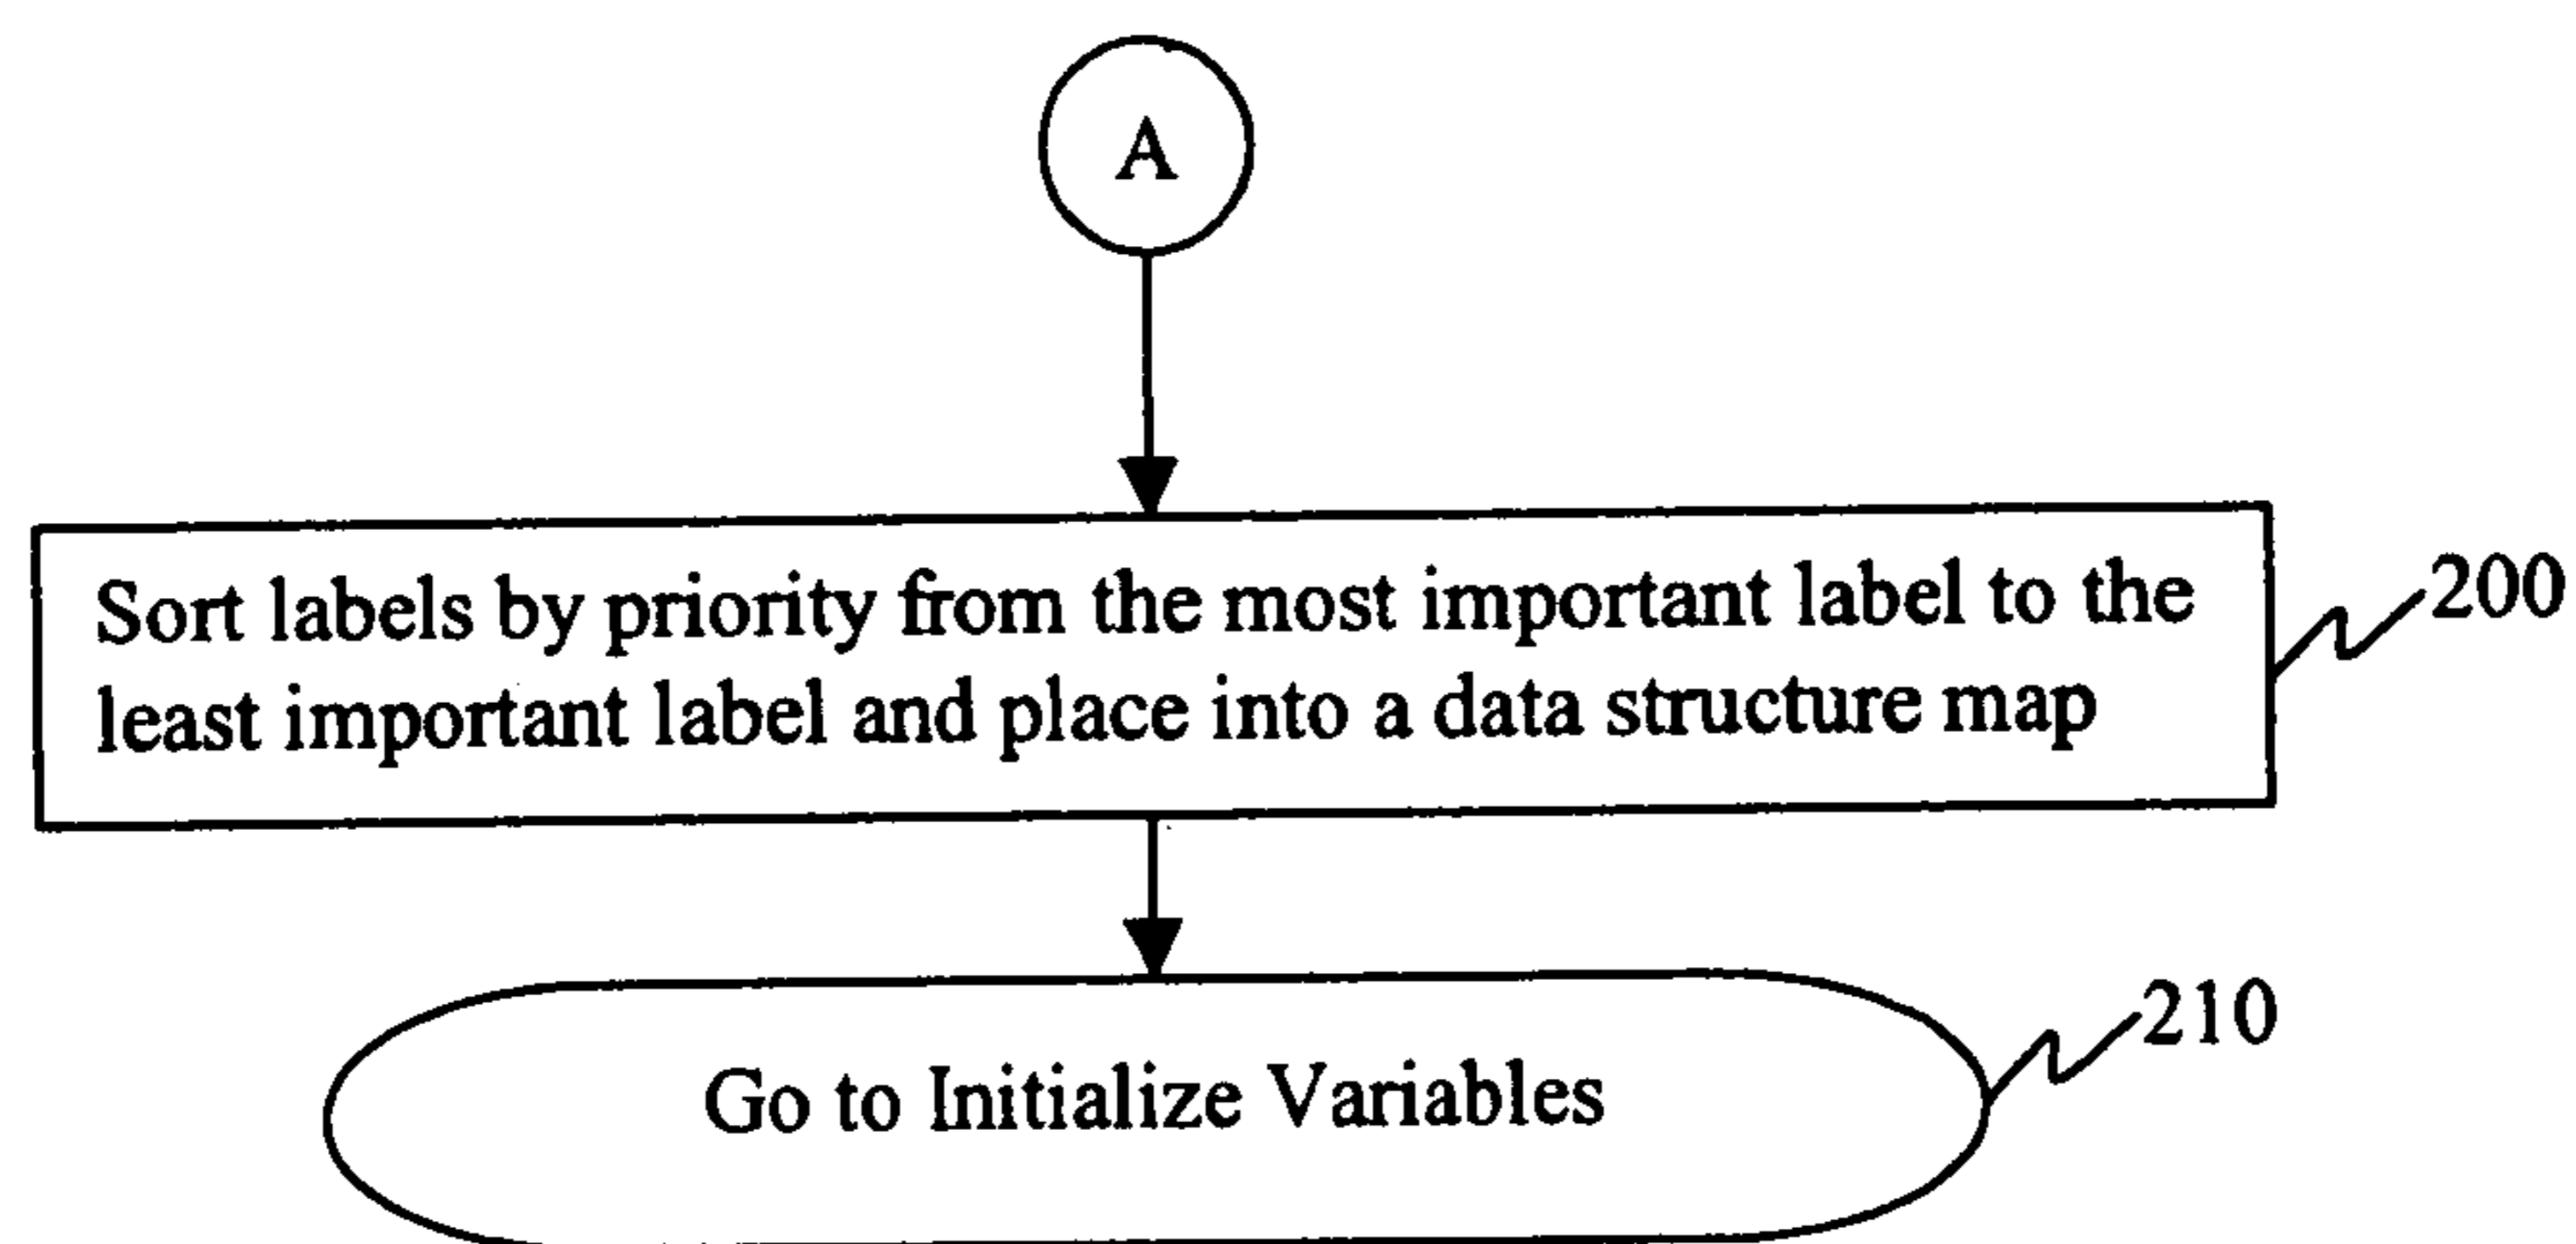 A
Sort labels by priority from the most important label to the
least important label and place into a data structure map
200
Go to Initialize Variables
210